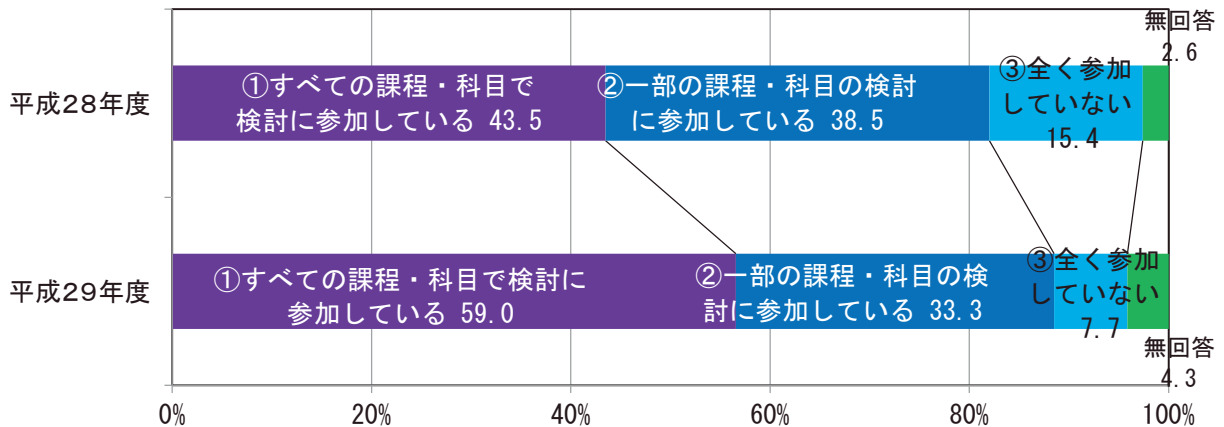 無回答
2.6
平成28年度
①すべての課程・科目で
検討に参加している 43.5
②一部の課程・科目の検討
に参加している 38.5
③全く参加
していない
15.4
平成29年度
①すべての課程・科目で検討に
参加している 59.0
②一部の課程・科目の検
討に参加している 33.3
③全く参加
していない
7.7
無回答
4.3
0%
20%
40%
60%
80%
100%